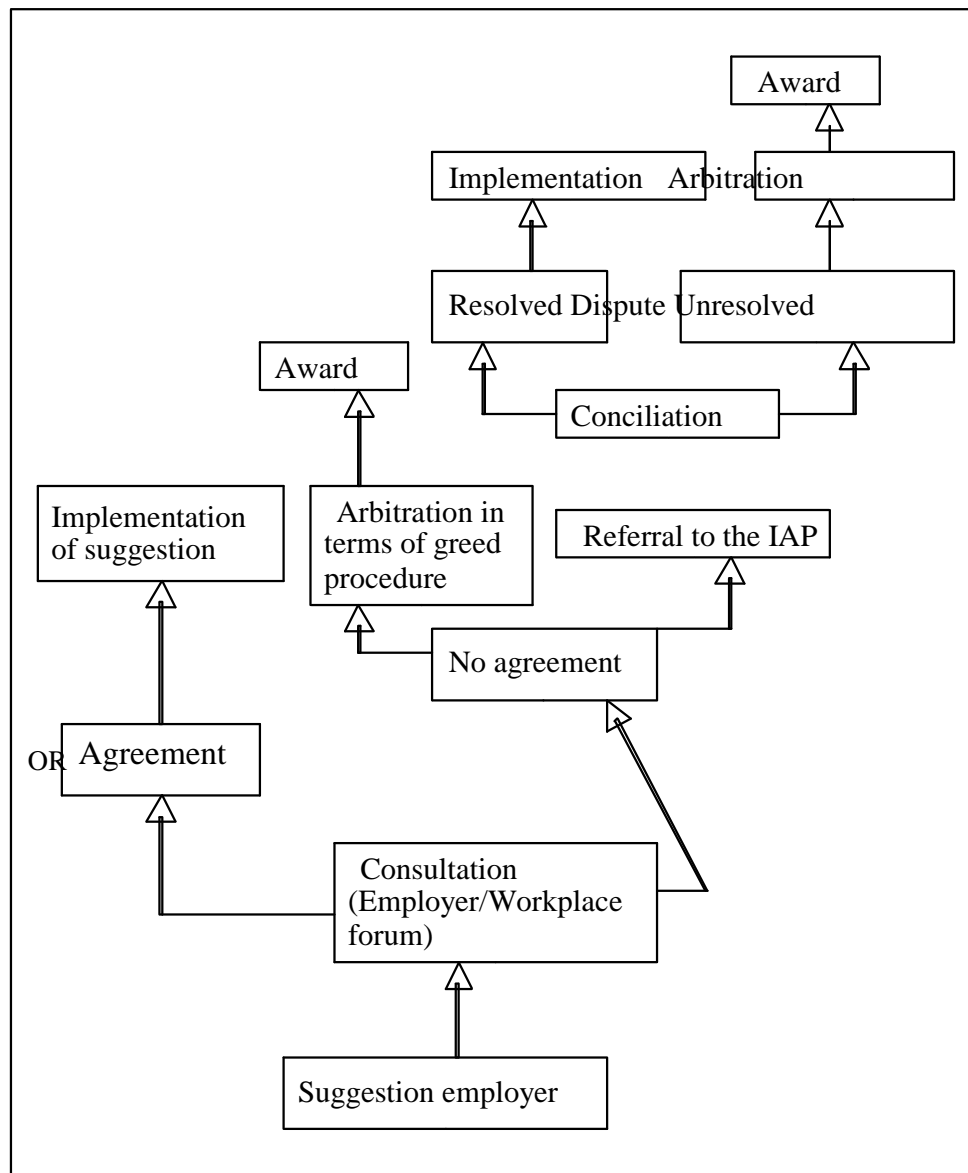 Award
Implementation Arbitration
Resolved Dispute Unresolved
Award
Conciliation
Implementation
of suggestion
Arbitration in
terms of greed
procedure
Referral to the IAP
No agreement
OR Agreement
Consultation
(Employer/Workplace
forum)
Suggestion employer